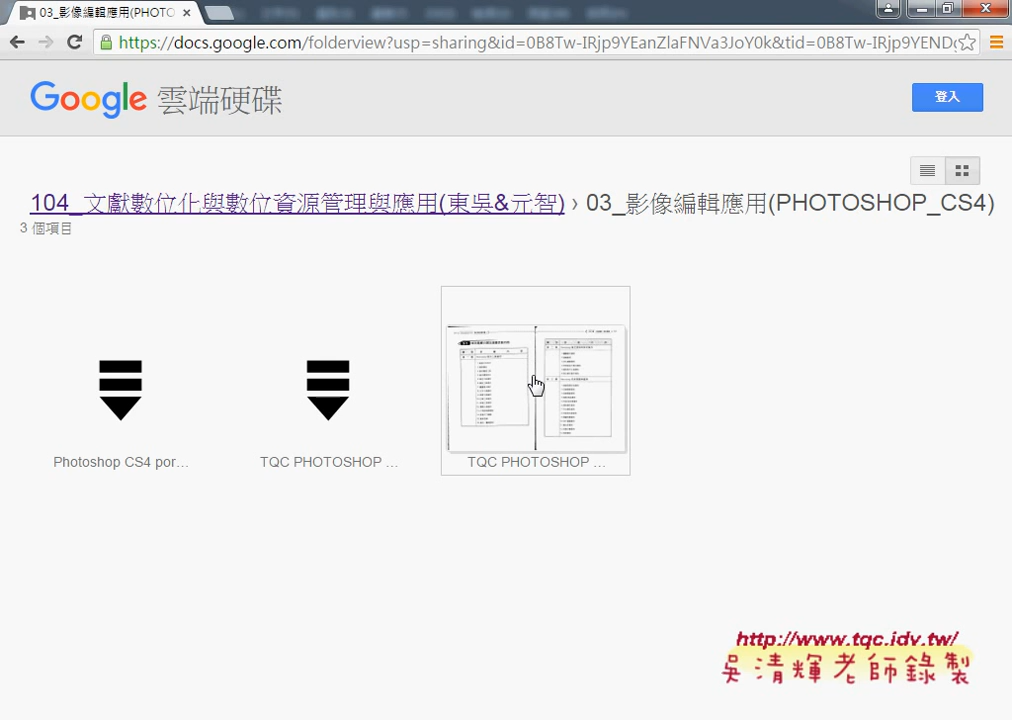 03_影像編輯應用(PHOTO
https://docs.google.com/folderview?usp=sharing&id=0B8Tw-IRjp9YEanZlaFNVa3JoY0k&tid=0B8Tw-IRjp9YEND
Google 雲端硬碟
登入
104_文獻數位化與數位資源管理與應用(東吳&元智) › 03_影像編輯應用(PHOTOSHOP_CS4)
3 個項目
Photoshop CS4 por...
TQC PHOTOSHOP ...
TQC PHOTOSHOP ...
http://www.tqc.idv.tw/
吳清輝老師錄製